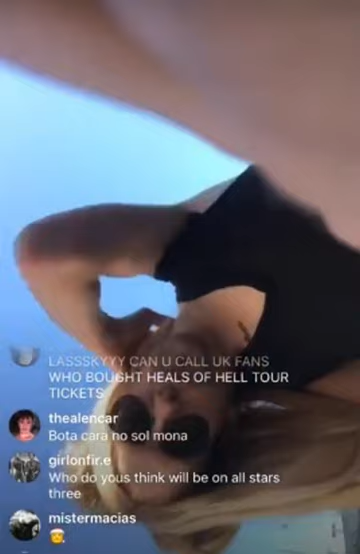 LASSSKYYY CAN U CALL UK FANS
WHO BOUGHT HEALS OF HELL TOUR
TICKETS
thealencar
Bota cara no sol mona
girlonfir.e
Who do yous think will be on all stars
three
mistermacias
🎅